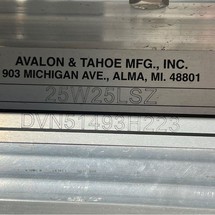 AVALON & TAHOE MFG., INC.
903 MICHIGAN AVE., ALMA, MI. 48801
25W25LSZ
DVN51493H223